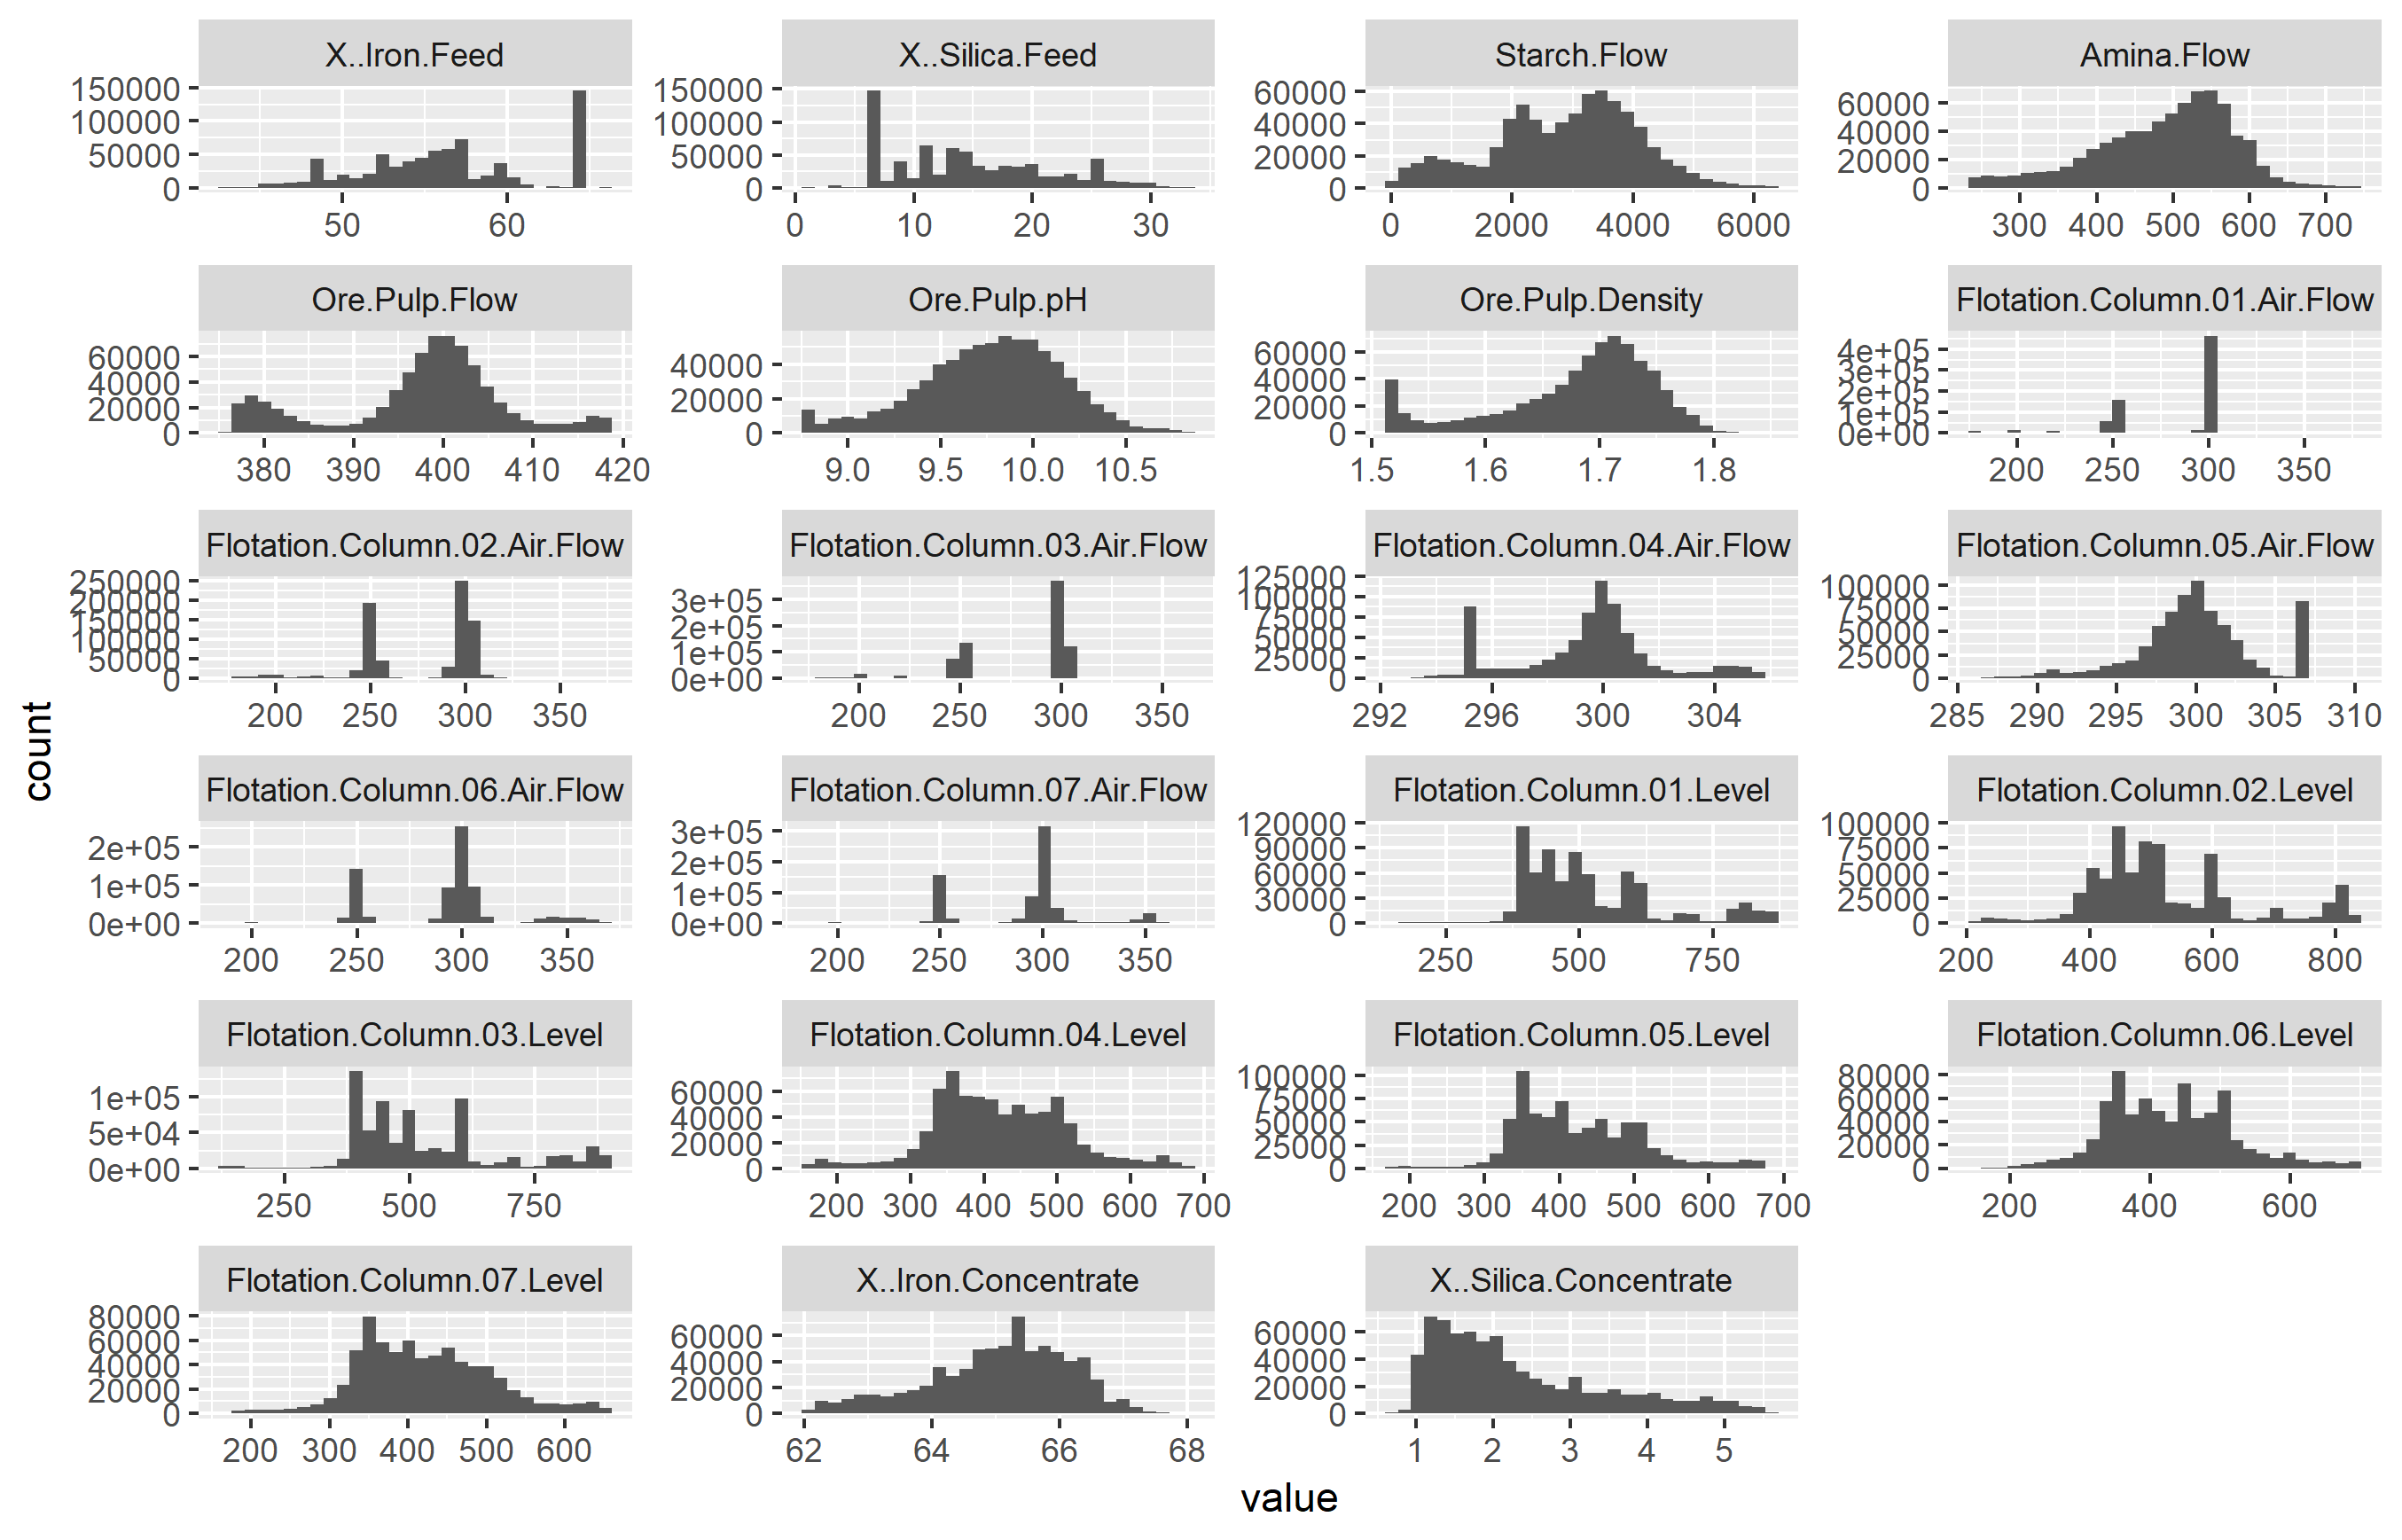 X..Iron.Feed X..Silica.Feed Starch.Flow Amina.Flow
150000 150000 60000 60000
100000 100000 40000 40000
50000 50000 20000 20000
0 0 0 0
50 60 0 10 20 30 0 2000 4000 6000 300 400 500 600 700
Ore.Pulp.Flow Ore.Pulp.pH Ore.Pulp.Density Flotation.Column.01.Air.Flow
60000 40000 60000 4e+05
40000 20000 40000 3e+05
20000 0 20000 2e+05
0 0 1e+05
0e+00
380 390 400 410 420 9.0 9.5 10.0 10.5 1.5 1.6 1.7 1.8 200 250 300 350
Flotation.Column.02.Air.Flow Flotation.Column.03.Air.Flow Flotation.Column.04.Air.Flow Flotation.Column.05.Air.Flow
250000 3e+05 125000 100000
200000 2e+05 100000 75000
150000 1e+05 75000 50000
100000 0e+00 50000 25000
50000 25000 0
0 0
200 250 300 350 200 250 300 350 292 296 300 304 285 290 295 300 305 310
count
Flotation.Column.06.Air.Flow Flotation.Column.07.Air.Flow Flotation.Column.01.Level Flotation.Column.02.Level
2e+05 3e+05 120000 100000
1e+05 2e+05 90000 75000
0e+00 1e+05 60000 50000
0e+00 30000 25000
0 0
200 250 300 350 200 250 300 350 250 500 750 200 400 600 800
Flotation.Column.03.Level Flotation.Column.04.Level Flotation.Column.05.Level Flotation.Column.06.Level
1e+05 60000 100000 80000
5e+04 40000 75000 60000
0e+00 20000 50000 40000
0 25000 20000
0 0
250 500 750 200 300 400 500 600 700 200 300 400 500 600 700 200 400 600
Flotation.Column.07.Level X..Iron.Concentrate X..Silica.Concentrate
80000 60000 60000
60000 40000 40000
40000 20000 20000
20000 0 0
0
200 300 400 500 600 62 64 66 68 1 2 3 4 5
value